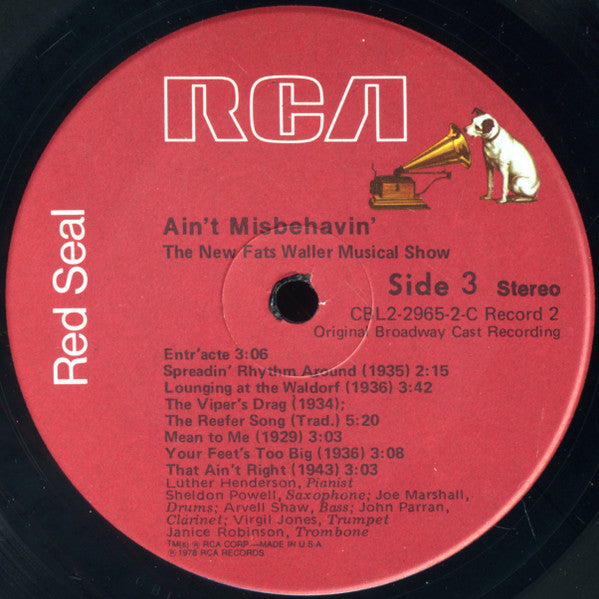 RCA
Red Seal
Ain't Misbehavin'
The New Fats Waller Musical Show
Side 3 Stereo
CBL2-2965-2-C Record 2
Original Broadway Cast Recording
Entr'acte 3:06
Spreadin' Rhythm Around (1935) 2:15
Lounging at the Waldorf (1936) 3:42
The Viper's Drag (1934);
The Reefer Song (Trad.) 5:20
Mean to Me (1929) 3:03
Your Feet's Too Big (1936) 3:08
That Ain't Right (1943) 3:03
Luther Henderson, Pianist
Sheldon Powell, Saxophone; Joe Marshall,
Drums; Arvell Shaw, Bass; John Parran,
Clarinet; Virgil Jones, Trumpet
Janice Robinson, Trombone
TM(s) ® RCA CORP.—MADE IN U.S.A
℗ 1978 RCA RECORDS